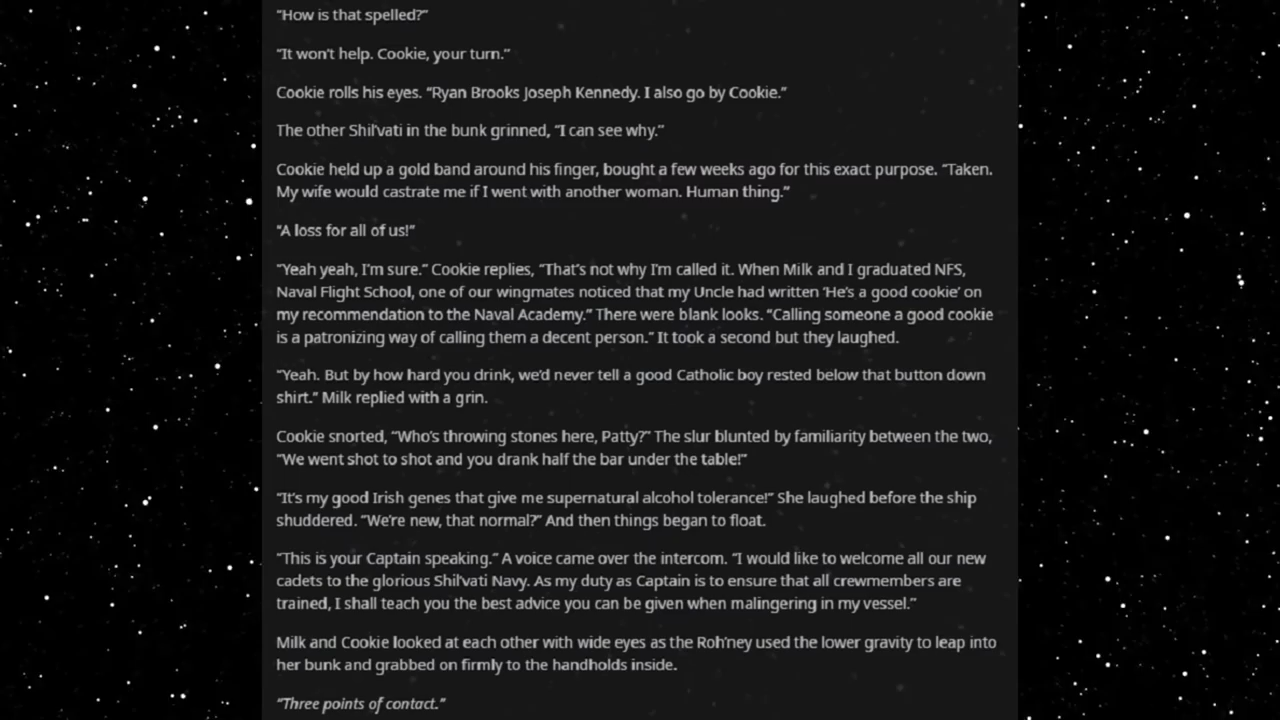 “How is that spelled?”
“It won’t help. Cookie, your turn.”
Cookie rolls his eyes. “Ryan Brooks Joseph Kennedy. I also go by Cookie.”
The other Shil’vati in the bunk grinned, “I can see why.”
Cookie held up a gold band around his finger, bought a few weeks ago for this exact purpose. “Taken.
My wife would castrate me if I went with another woman. Human thing.”
“A loss for all of us!”
“Yeah yeah, I’m sure.” Cookie replies, “That’s not why I’m called it. When Milk and I graduated NFS,
Naval Flight School, one of our wingmates noticed that my Uncle had written ‘He’s a good cookie’ on
my recommendation to the Naval Academy.” There were blank looks. “Calling someone a good cookie
is a patronizing way of calling them a decent person.” It took a second but they laughed.
“Yeah. But by how hard you drink, we’d never tell a good Catholic boy rested below that button down
shirt.” Milk replied with a grin.
Cookie snorted, “Who’s throwing stones here, Patty?” The slur blunted by familiarity between the two,
“We went shot to shot and you drank half the bar under the table!”
“It’s my good Irish genes that give me supernatural alcohol tolerance!” She laughed before the ship
shuddered. “We’re new, that normal?” And then things began to float.
“This is your Captain speaking.” A voice came over the intercom. “I would like to welcome all our new
cadets to the glorious Shil’vati Navy. As my duty as Captain is to ensure that all crewmembers are
trained, I shall teach you the best advice you can be given when malingering in my vessel.”
Milk and Cookie looked at each other with wide eyes as the Roh’ney used the lower gravity to leap into
her bunk and grabbed on firmly to the handholds inside.
“Three points of contact.”